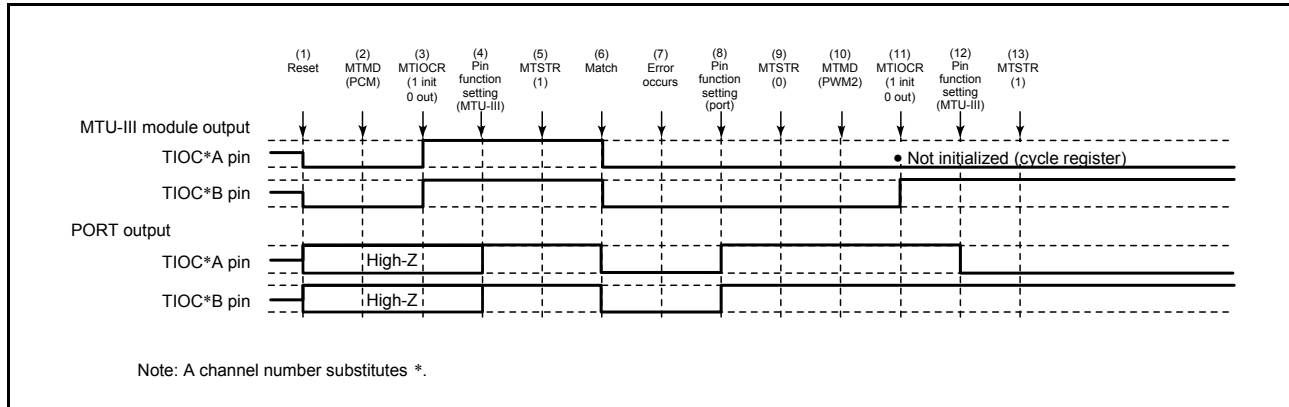 (1)
Reset
(2)
MTMD
(PCM)
(3)
MTIOCR
(1 init
0 out)
(4)
Pin
function
setting
(MTU-III)
(5)
MTSTR
(1)
(6)
Match
(7)
Error
occurs
(8)
Pin
function
setting
(port)
(9)
MTSTR
(0)
(10)
MTMD
(PWM2)
(11)
MTIOCR
(1 init
0 out)
(12)
Pin
function
setting
(MTU-III)
(13)
MTSTR
(1)
MTU-III module output
TIOC*A pin
• Not initialized (cycle register)
TIOC*B pin
PORT output
TIOC*A pin
High-Z
TIOC*B pin
High-Z
Note: A channel number substitutes *.